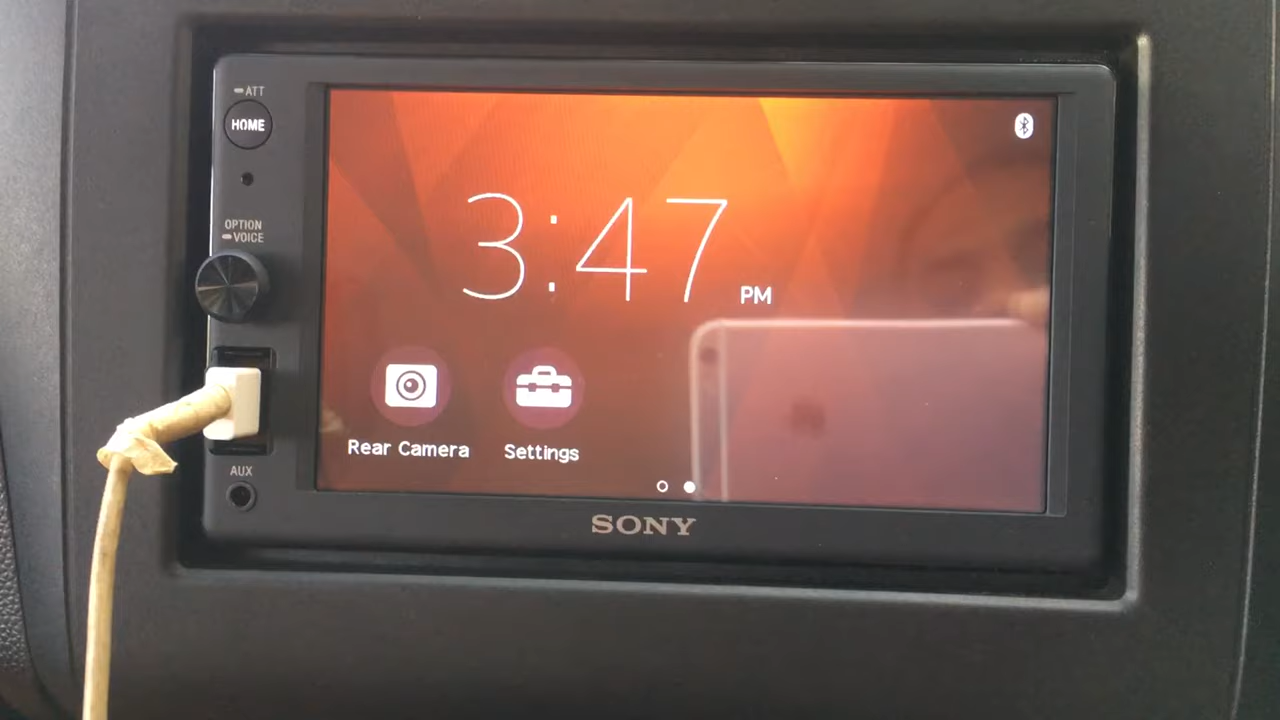 ATT
HOME
OPTION
VOICE
AUX
3:47 PM
Rear Camera
Settings
SONY